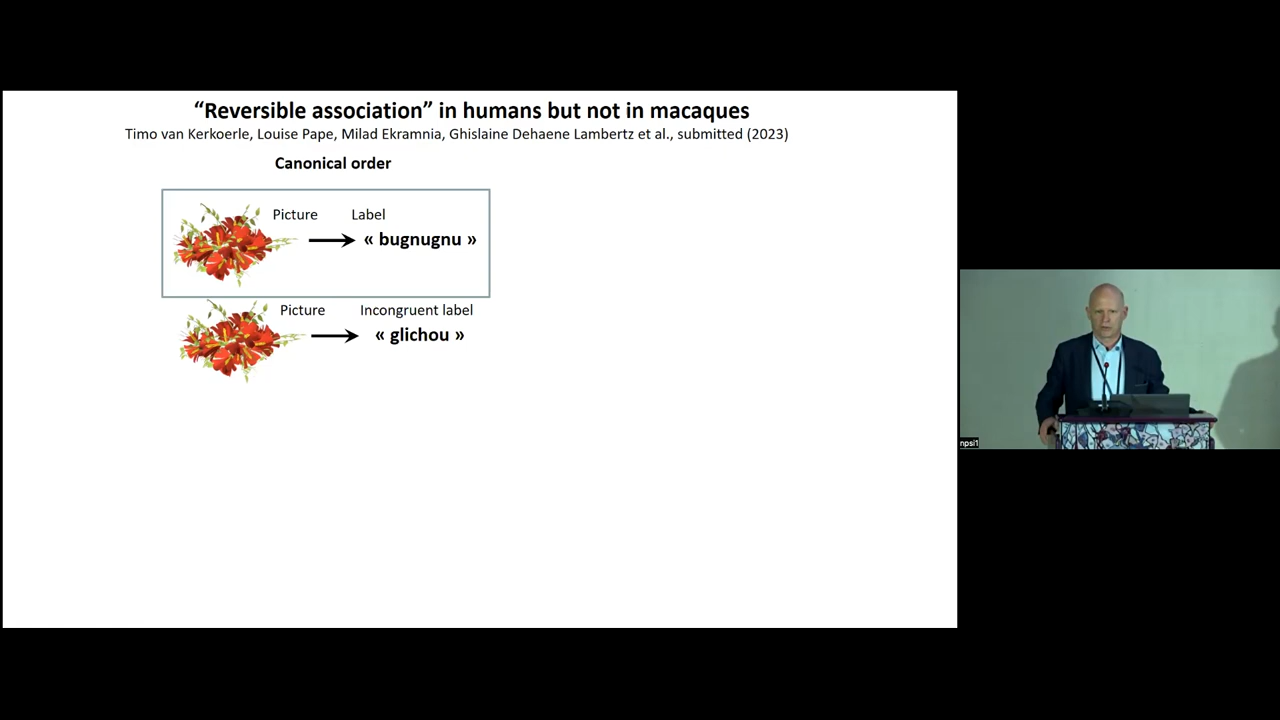 “Reversible association” in humans but not in macaques
Timo van Kerkoerle, Louise Pape, Milad Ekramnia, Ghislaine Dehaene Lambertz et al., submitted (2023)
Canonical order
Picture Label
« bugnugnu »
Picture Incongruent label
« glichou »
npsi1